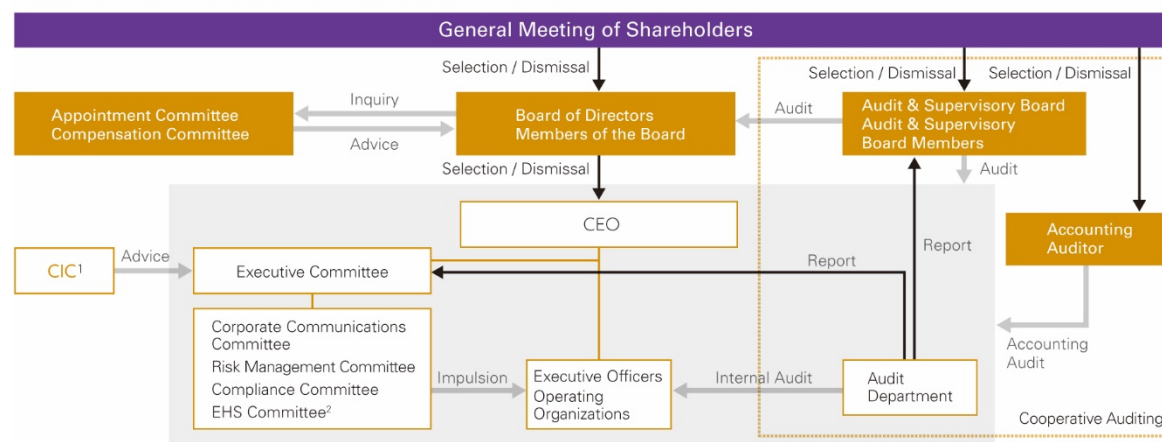 General Meeting of Shareholders
Selection / Dismissal
Selection / Dismissal
Selection / Dismissal
Appointment Committee
Compensation Committee
Inquiry
Advice
Board of Directors
Members of the Board
Audit
Audit & Supervisory Board
Audit & Supervisory
Board Members
Selection / Dismissal
Audit
CEO
CIC¹
Advice
Executive Committee
Report
Report
Accounting
Auditor
Corporate Communications
Committee
Risk Management Committee
Compliance Committee
EHS Committee²
Impulsion
Executive Officers
Operating
Organizations
Internal Audit
Audit
Department
Accounting
Audit
Cooperative Auditing